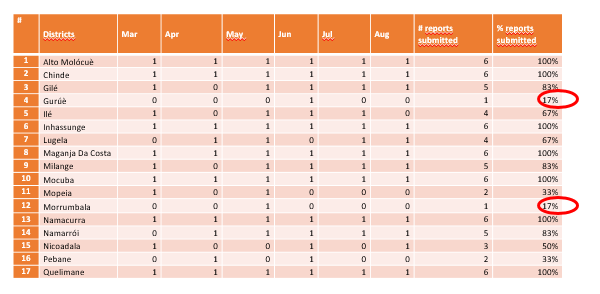 # Districts Mar Apr May Jun Jul Aug # reports submitted % reports submitted
1 Alto Molócuè 1 1 1 1 1 1 6 100%
2 Chinde 1 1 1 1 1 1 6 100%
3 Gilé 1 0 1 1 1 1 5 83%
4 Gurúè 0 0 0 1 0 0 1 17%
5 Ilé 1 0 1 1 1 0 4 67%
6 Inhassunge 1 1 1 1 1 1 6 100%
7 Lugela 0 1 1 0 1 1 4 67%
8 Maganja Da Costa 1 1 1 1 1 1 6 100%
9 Milange 1 0 1 1 1 1 5 83%
10 Mocuba 1 1 1 1 1 1 6 100%
11 Mopeia 1 0 1 0 0 0 2 33%
12 Morrumbala 0 0 1 0 0 0 1 17%
13 Namacurra 1 1 1 1 1 1 6 100%
14 Namarrói 0 1 1 1 1 1 5 83%
15 Nicoadala 1 0 0 1 1 0 3 50%
16 Pebane 0 1 1 0 0 0 2 33%
17 Quelimane 1 1 1 1 1 1 6 100%